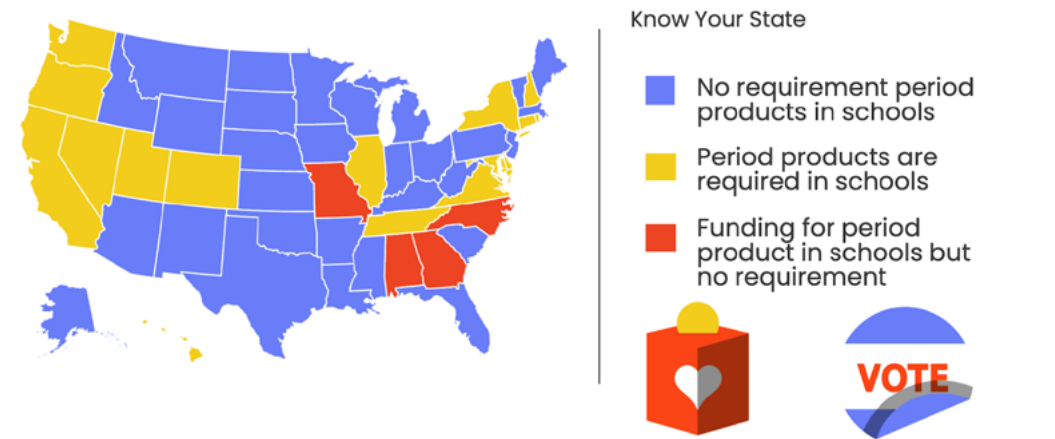 Know Your State
No requirement period
products in schools
Period products are
required in schools
Funding for period
product in schools but
no requirement
VOTE